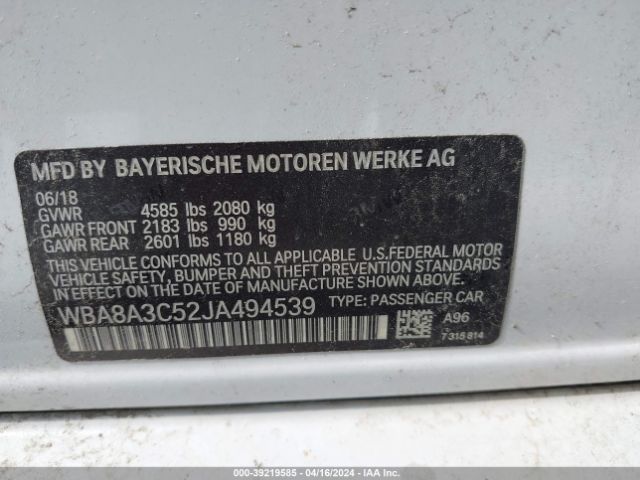 MFD BY BAYERISCHE MOTOREN WERKE AG
06/18
GVWR 4585 lbs 2080 kg
GAWR FRONT 2183 lbs 990 kg
GAWR REAR 2601 lbs 1180 kg
THIS VEHICLE CONFORMS TO ALL APPLICABLE U.S.FEDERAL MOTOR
VEHICLE SAFETY, BUMPER AND THEFT PREVENTION STANDARDS
IN EFFECT ON THE DATE OF MANUFACTURE SHOWN ABOVE.
WBA8A3C52JA494539 TYPE: PASSENGER CAR
A96
7 315 814
000-39219585 - 04/16/2024 - IAA Inc.